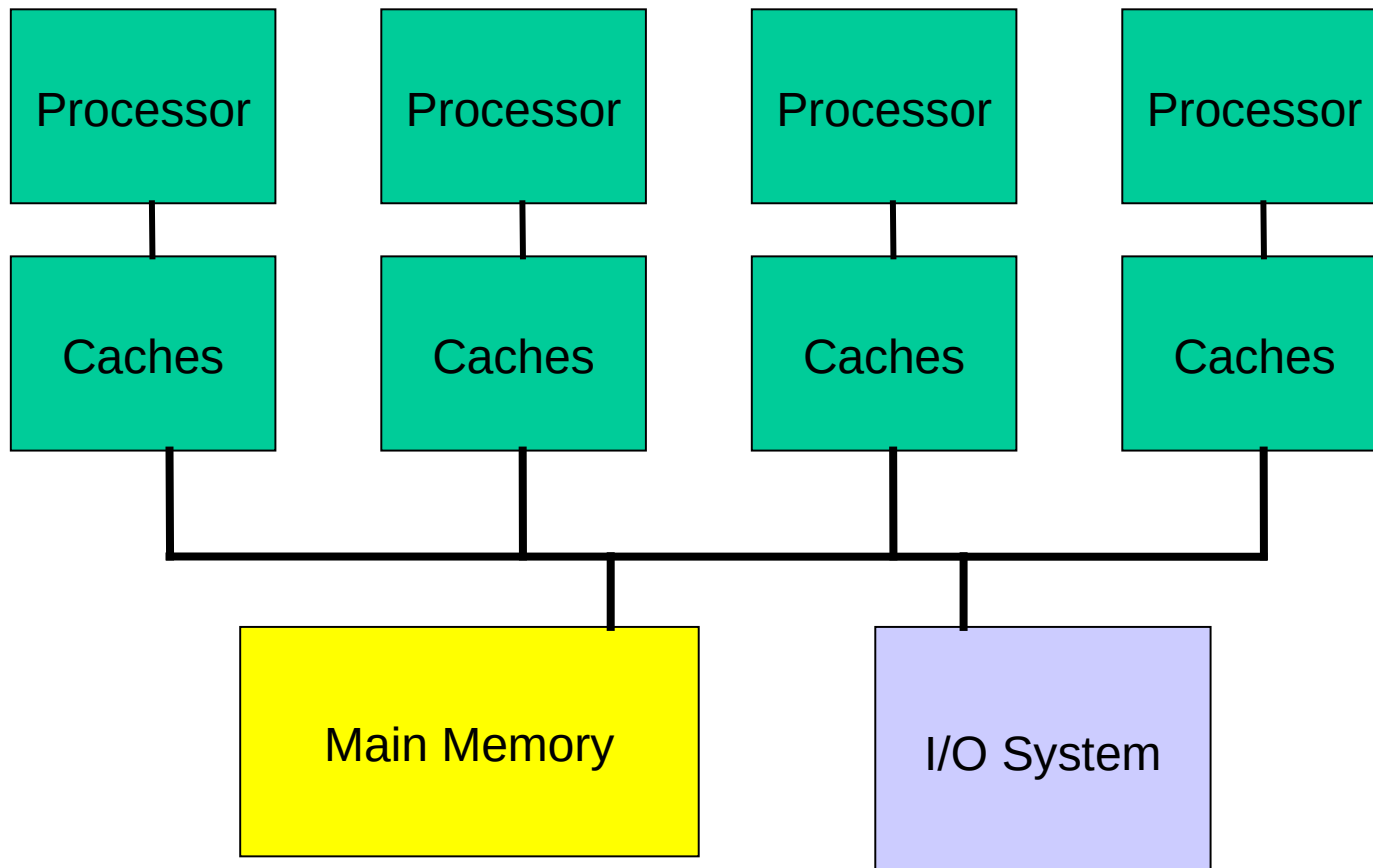 Processor
Processor
Processor
Processor
Caches
Caches
Caches
Caches
Main Memory
I/O System